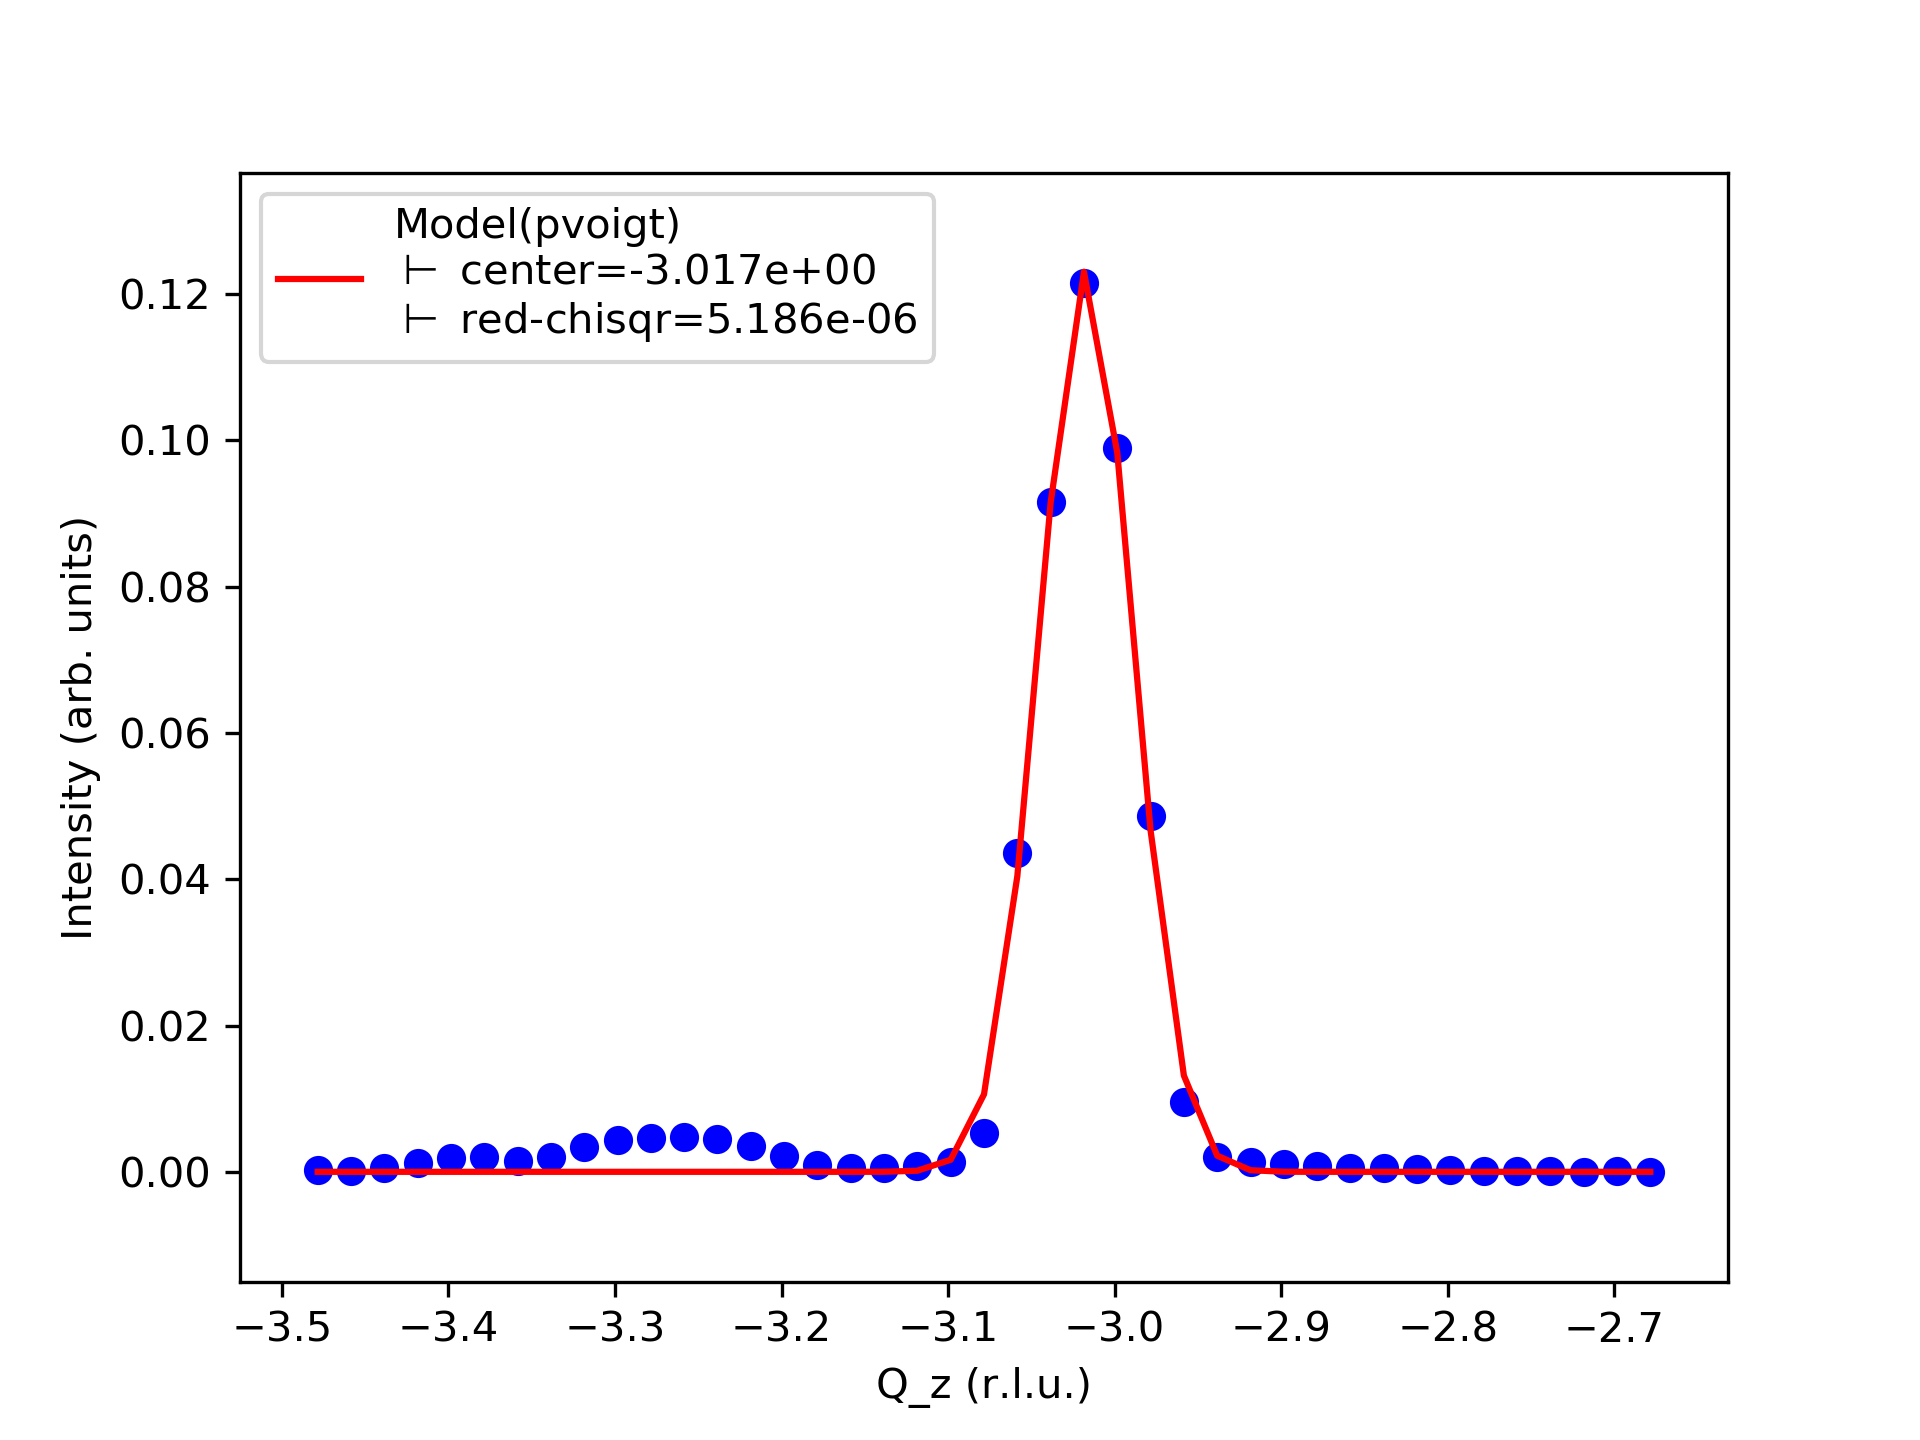 Model(pvoigt)
⊢ center=-3.017e+00
⊢ red-chisqr=5.186e-06
0.12
0.10
0.08
0.06
0.04
0.02
0.00
Intensity (arb. units)
−3.5 −3.4 −3.3 −3.2 −3.1 −3.0 −2.9 −2.8 −2.7
Q_z (r.l.u.)